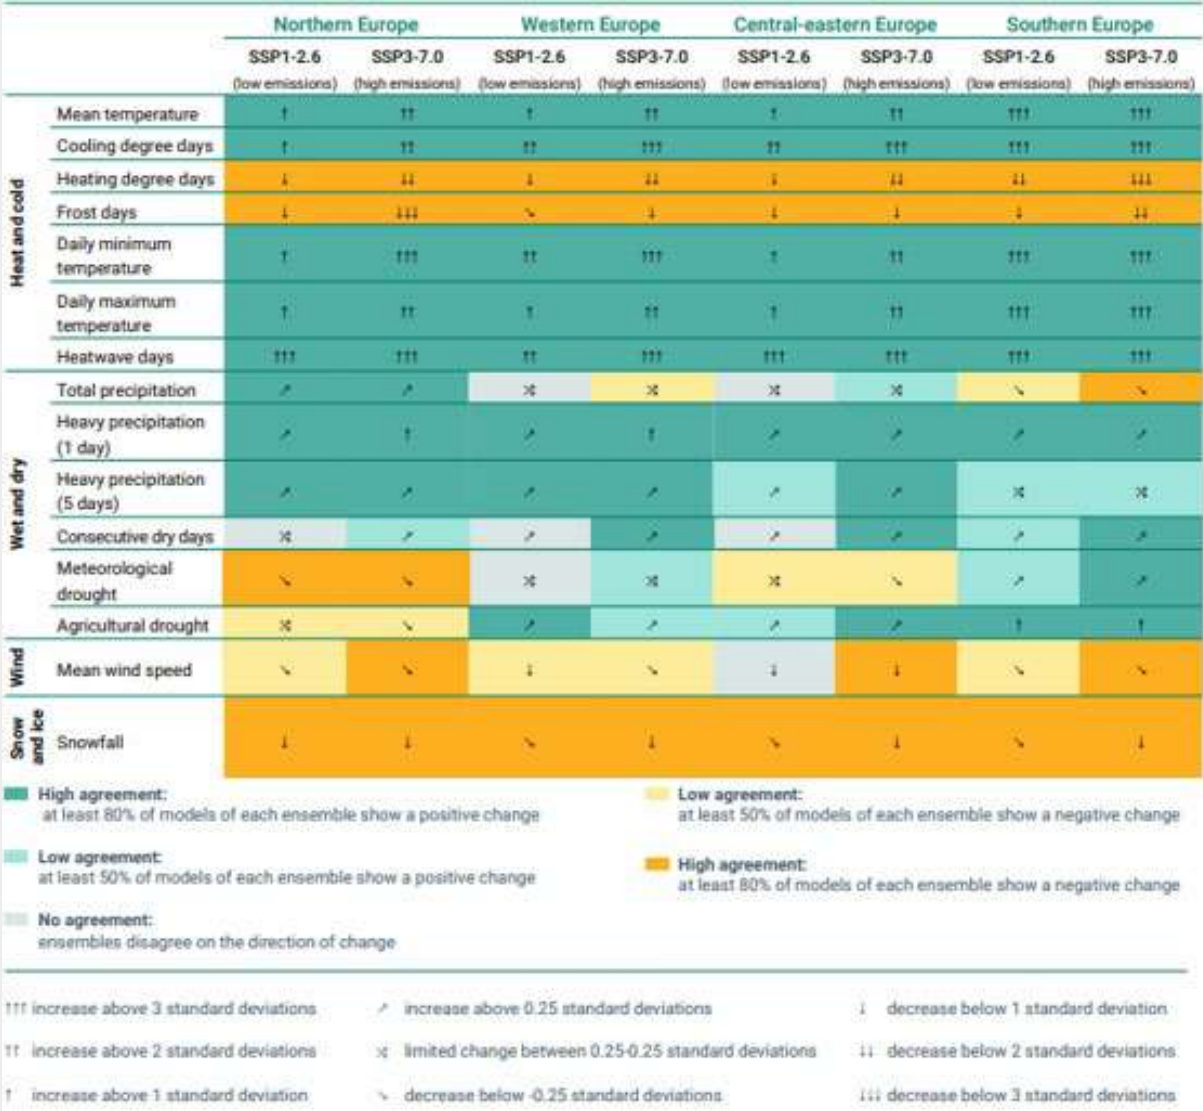 Northern Europe Western Europe Central-eastern Europe Southern Europe
SSP1-2.6 SSP3-7.0 SSP1-2.6 SSP3-7.0 SSP1-2.6 SSP3-7.0 SSP1-2.6 SSP3-7.0
(low emissions) (high emissions) (low emissions) (high emissions) (low emissions) (high emissions) (low emissions) (high emissions)
Heat and cold
Mean temperature ↑ ↑↑ ↑ ↑↑ ↑ ↑↑ ↑↑↑ ↑↑↑
Cooling degree days ↑ ↑↑ ↑↑ ↑↑↑ ↑↑ ↑↑↑ ↑↑↑ ↑↑↑
Heating degree days ↓ ↓↓ ↓ ↓↓ ↓ ↓↓ ↓↓ ↓↓↓
Frost days ↓ ↓↓↓ ↘ ↓ ↓ ↓ ↓ ↓↓
Daily minimum
temperature ↑ ↑↑↑ ↑↑ ↑↑↑ ↑ ↑↑ ↑↑↑ ↑↑↑
Daily maximum
temperature ↑ ↑↑ ↑ ↑↑ ↑ ↑↑ ↑↑↑ ↑↑↑
Heatwave days ↑↑↑ ↑↑↑ ↑↑ ↑↑↑ ↑↑↑ ↑↑↑ ↑↑↑ ↑↑↑
Wet and dry
Total precipitation ↗ ↗ ⤮ ⤮ ⤮ ⤮ ↘ ↘
Heavy precipitation
(1 day) ↗ ↑ ↗ ↑ ↗ ↗ ↗ ↗
Heavy precipitation
(5 days) ↗ ↗ ↗ ↗ ↗ ↗ ⤮ ⤮
Consecutive dry days ⤮ ↗ ↗ ↗ ↗ ↗ ↗ ↗
Meteorological
drought ↘ ↘ ⤮ ⤮ ⤮ ↘ ↗ ↗
Agricultural drought ⤮ ↘ ↗ ↗ ↗ ↗ ↑ ↑
Wind
Mean wind speed ↘ ↘ ↓ ↘ ↓ ↓ ↘ ↘
Snow
and ice
Snowfall ↓ ↓ ↘ ↓ ↘ ↓ ↘ ↓
High agreement:
at least 80% of models of each ensemble show a positive change
Low agreement:
at least 50% of models of each ensemble show a positive change
No agreement:
ensembles disagree on the direction of change
Low agreement:
at least 50% of models of each ensemble show a negative change
High agreement:
at least 80% of models of each ensemble show a negative change
↑↑↑ increase above 3 standard deviations
↑↑ increase above 2 standard deviations
↑ increase above 1 standard deviation
↗ increase above 0.25 standard deviations
⤮ limited change between 0.25-0.25 standard deviations
↘ decrease below -0.25 standard deviations
↓ decrease below 1 standard deviation
↓↓ decrease below 2 standard deviations
↓↓↓ decrease below 3 standard deviations